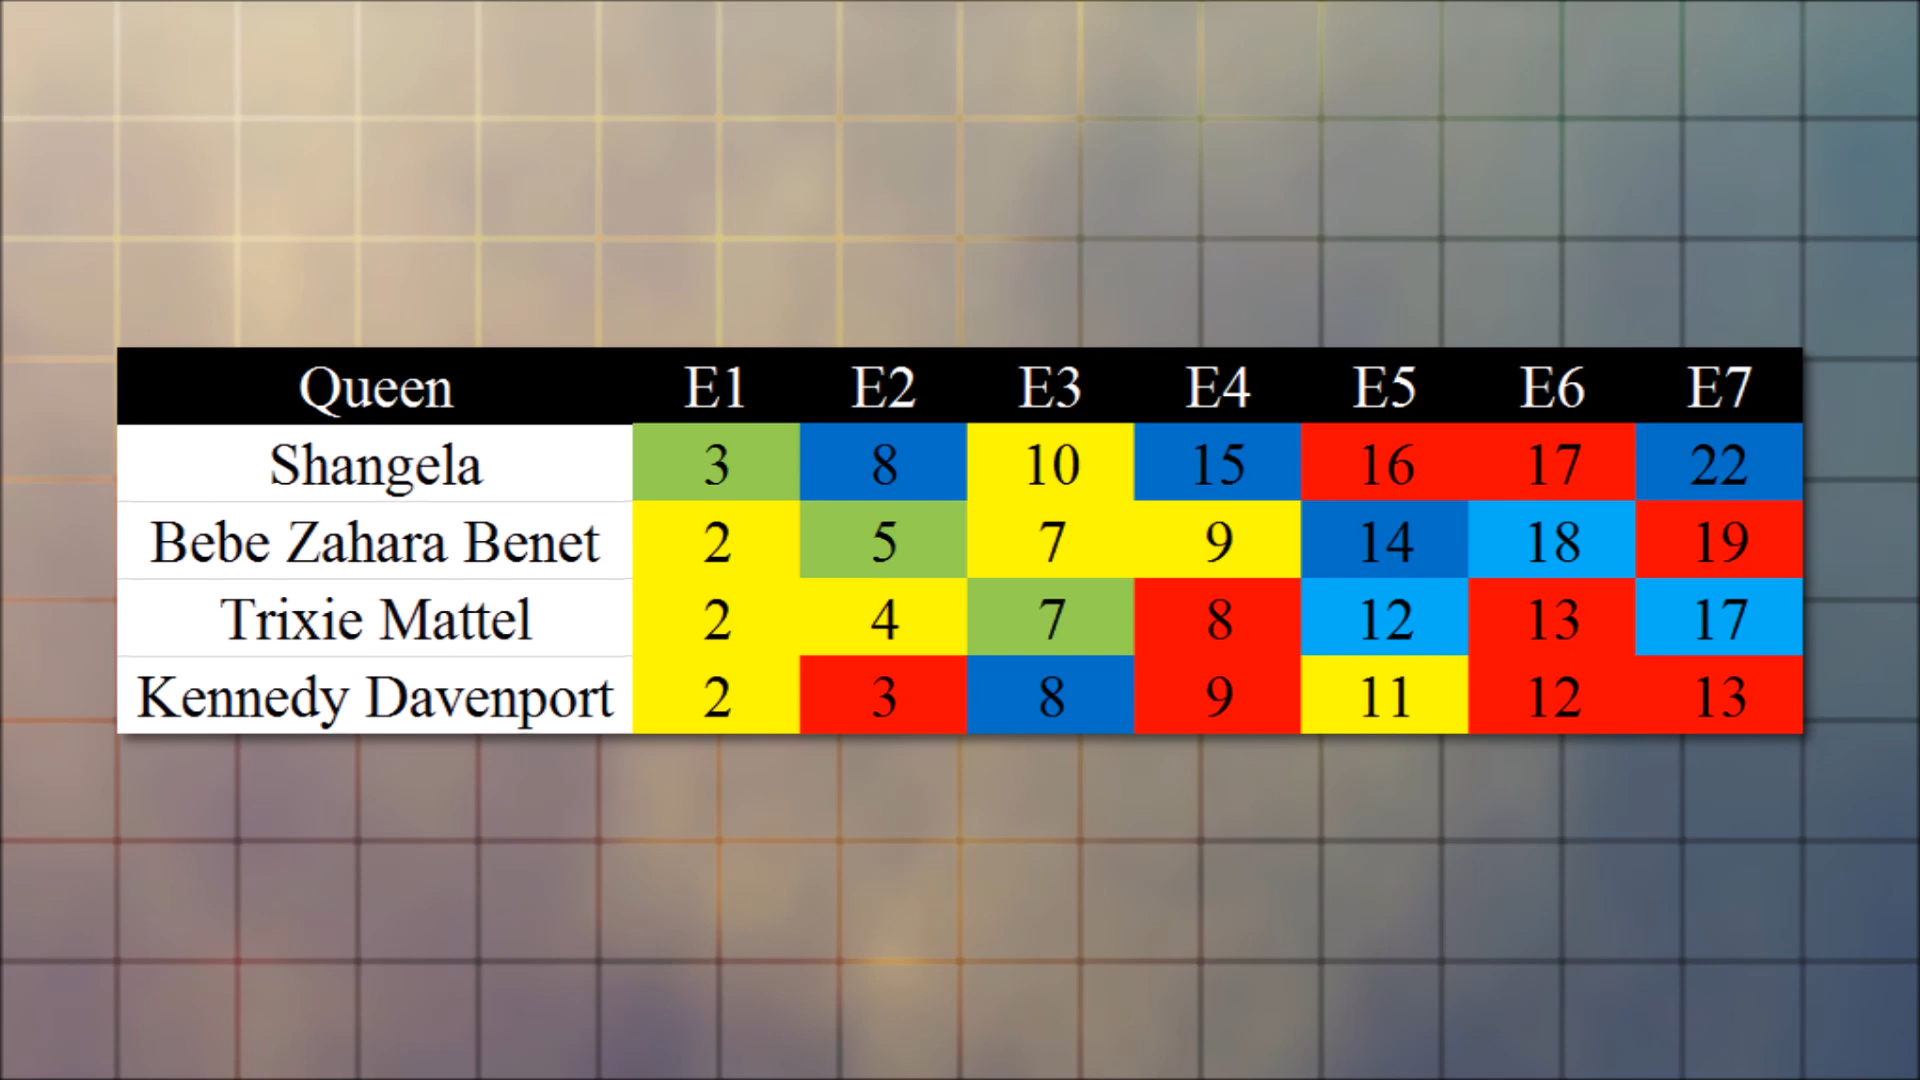 Queen E1 E2 E3 E4 E5 E6 E7
Shangela 3 8 10 15 16 17 22
Bebe Zahara Benet 2 5 7 9 14 18 19
Trixie Mattel 2 4 7 8 12 13 17
Kennedy Davenport 2 3 8 9 11 12 13